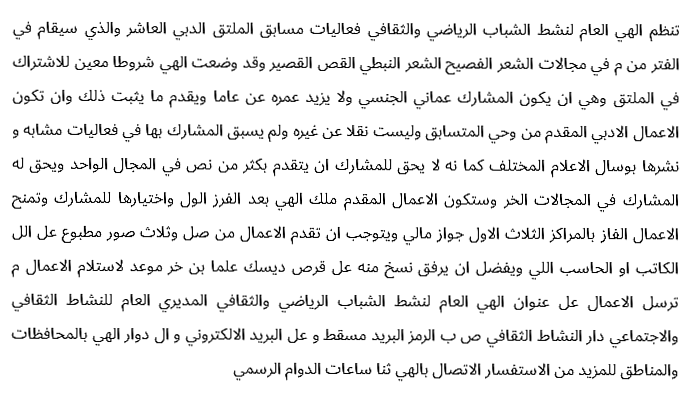 تنظم الهي العام لنشط الشباب الرياضي والثقافي فعاليات مسابق الملتق الدبي العاشر والذي سيقام في
الفتر من م في مجالات الشعر الفصيح الشعر النبطي القص القصير وقد وضعت الهي شروطا معين للاشتراك
في الملتق وهي ان يكون المشارك عماني الجنسي ولا يزيد عمره عن عاما ويقدم ما يثبت ذلك وان تكون
الاعمال الادبي المقدم من وحي المتسابق وليست نقلا عن غيره ولم يسبق المشارك بها في فعاليات مشابه و
نشرها بوسال الاعلام المختلف كما نه لا يحق للمشارك ان يتقدم بكثر من نص في المجال الواحد ويحق له
المشارك في المجالات الخر وستكون الاعمال المقدم ملك الهي بعد الفرز الول واختيارها للمشارك وتمنح
الاعمال الفاز بالمراكز الثلاث الاول جواز مالي ويتوجب ان تقدم الاعمال من صل وثلاث صور مطبوع عل الل
الكاتب او الحاسب اللي ويفضل ان يرفق نسخ منه عل قرص ديسك علما بن خر موعد لاستلام الاعمال م
ترسل الاعمال عل عنوان الهي العام لنشط الشباب الرياضي والثقافي المديري العام للنشاط الثقافي
والاجتماعي دار النشاط الثقافي ص ب الرمز البريد مسقط و عل البريد الالكتروني و ال دوار الهي بالمحافظات
والمناطق للمزيد من الاستفسار الاتصال بالهي ثنا ساعات الدوام الرسمي